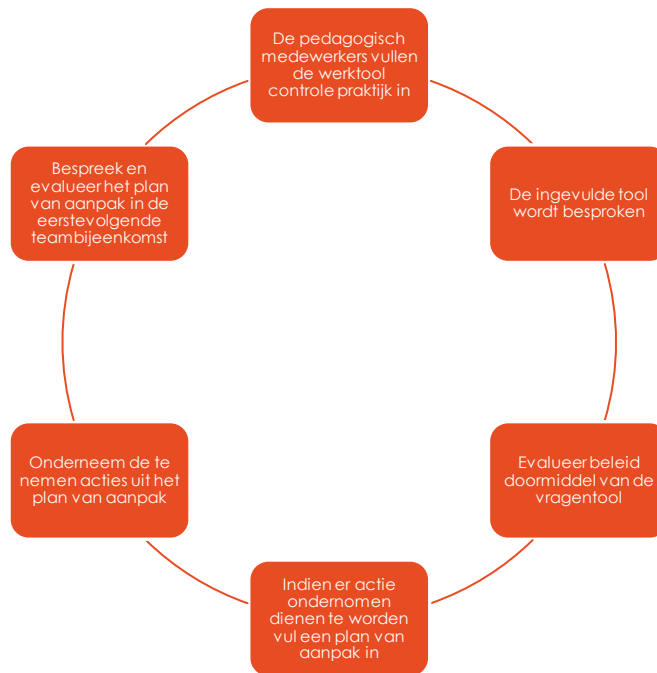 De pedagogisch
medewerkers vullen
de werktool
controle praktijk in
De ingevulde tool
wordt besproken
Evalueer beleid
doormiddel van de
vragentool
Indien er actie
ondernomen
dienen te worden
vul een plan van
aanpak in
Onderneem de te
nemen acties uit het
plan van aanpak
Bespreek en
evalueer het plan
van aanpak in de
eerstevolgende
teambijeenkomst